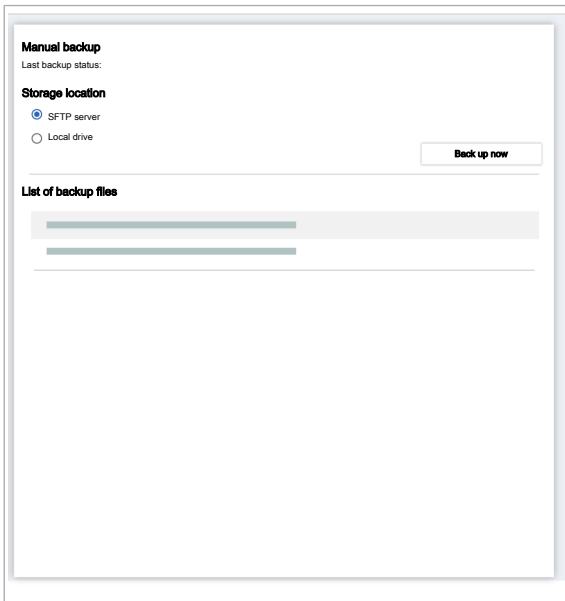 Manual backup
Last backup status:
Storage location
SFTP server
Local drive
Back up now
List of backup files